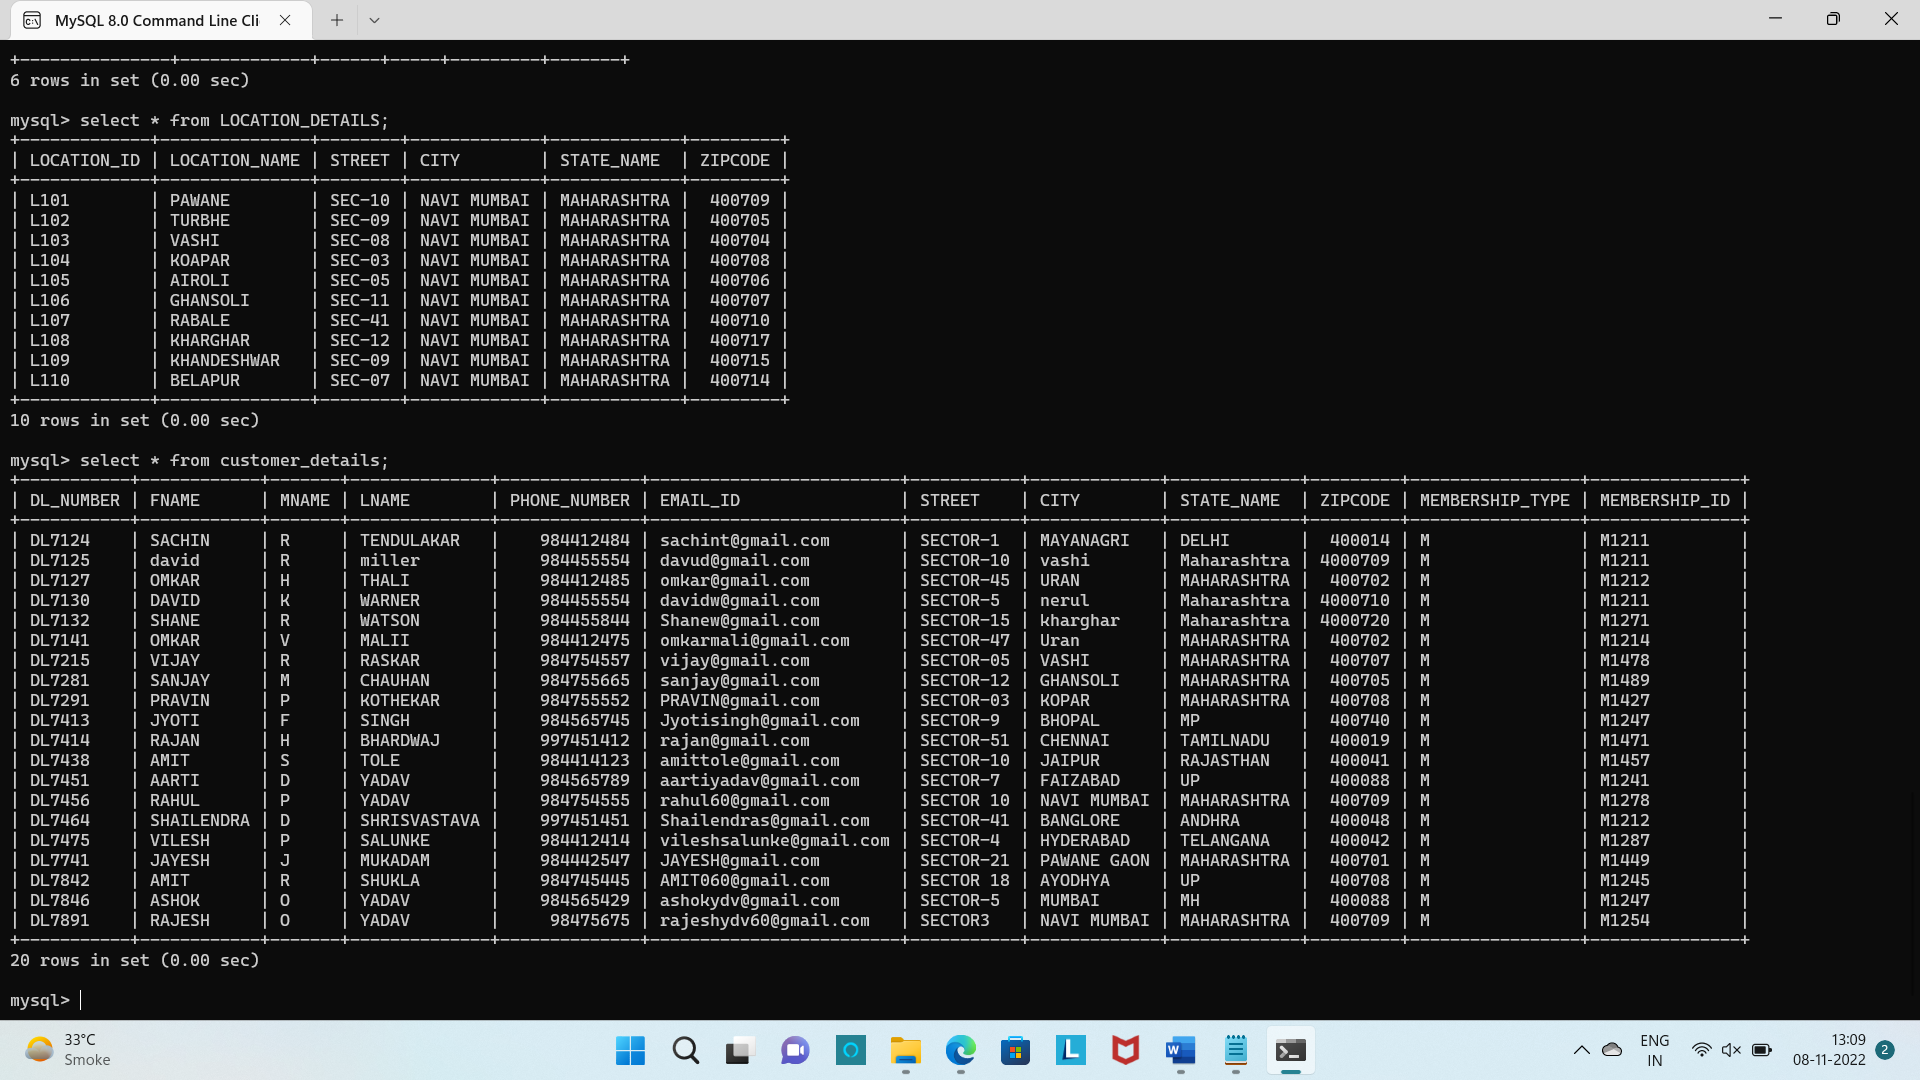 MySQL 8.0 Command Line Cli
+---------------+-------------+------+-----+---------+-------+
6 rows in set (0.00 sec)
mysql> select * from LOCATION_DETAILS;
+-------------+---------------+--------+-------------+-------------+---------+
| LOCATION_ID | LOCATION_NAME | STREET | CITY        | STATE_NAME  | ZIPCODE |
+-------------+---------------+--------+-------------+-------------+---------+
| L101        | PAWANE        | SEC-10 | NAVI MUMBAI | MAHARASHTRA |  400709 |
| L102        | TURBHE        | SEC-09 | NAVI MUMBAI | MAHARASHTRA |  400705 |
| L103        | VASHI         | SEC-08 | NAVI MUMBAI | MAHARASHTRA |  400704 |
| L104        | KOAPAR        | SEC-03 | NAVI MUMBAI | MAHARASHTRA |  400708 |
| L105        | AIROLI        | SEC-05 | NAVI MUMBAI | MAHARASHTRA |  400706 |
| L106        | GHANSOLI      | SEC-11 | NAVI MUMBAI | MAHARASHTRA |  400707 |
| L107        | RABALE        | SEC-41 | NAVI MUMBAI | MAHARASHTRA |  400710 |
| L108        | KHARGHAR      | SEC-12 | NAVI MUMBAI | MAHARASHTRA |  400717 |
| L109        | KHANDESHWAR   | SEC-09 | NAVI MUMBAI | MAHARASHTRA |  400715 |
| L110        | BELAPUR       | SEC-07 | NAVI MUMBAI | MAHARASHTRA |  400714 |
+-------------+---------------+--------+-------------+-------------+---------+
10 rows in set (0.00 sec)
mysql> select * from customer_details;
+-----------+------------+-------+--------------+--------------+-------------------------+-----------+-------------+-------------+---------+-----------------+---------------+
| DL_NUMBER | FNAME      | MNAME | LNAME        | PHONE_NUMBER | EMAIL_ID                | STREET    | CITY        | STATE_NAME  | ZIPCODE | MEMBERSHIP_TYPE | MEMBERSHIP_ID |
+-----------+------------+-------+--------------+--------------+-------------------------+-----------+-------------+-------------+---------+-----------------+---------------+
| DL7124    | SACHIN     | R     | TENDULAKAR   |    984412484 | sachint@gmail.com       | SECTOR-1  | MAYANAGRI   | DELHI       |  400014 | M               | M1211         |
| DL7125    | david      | R     | miller       |    984455554 | davud@gmail.com         | SECTOR-10 | vashi       | Maharashtra | 4000709 | M               | M1211         |
| DL7127    | OMKAR      | H     | THALI        |    984412485 | omkar@gmail.com         | SECTOR-45 | URAN        | MAHARASHTRA |  400702 | M               | M1212         |
| DL7130    | DAVID      | K     | WARNER       |    984455554 | davidw@gmail.com        | SECTOR-5  | nerul       | Maharashtra | 4000710 | M               | M1211         |
| DL7132    | SHANE      | R     | WATSON       |    984455844 | Shanew@gmail.com        | SECTOR-15 | kharghar    | Maharashtra | 4000720 | M               | M1271         |
| DL7141    | OMKAR      | V     | MALII        |    984412475 | omkarmali@gmail.com     | SECTOR-47 | Uran        | MAHARASHTRA |  400702 | M               | M1214         |
| DL7215    | VIJAY      | R     | RASKAR       |    984754557 | vijay@gmail.com         | SECTOR-05 | VASHI       | MAHARASHTRA |  400707 | M               | M1478         |
| DL7281    | SANJAY     | M     | CHAUHAN      |    984755665 | sanjay@gmail.com        | SECTOR-12 | GHANSOLI    | MAHARASHTRA |  400705 | M               | M1489         |
| DL7291    | PRAVIN     | P     | KOTHEKAR     |    984755552 | PRAVIN@gmail.com        | SECTOR-03 | KOPAR       | MAHARASHTRA |  400708 | M               | M1427         |
| DL7413    | JYOTI      | F     | SINGH        |    984565745 | Jyotisingh@gmail.com    | SECTOR-9  | BHOPAL      | MP          |  400740 | M               | M1247         |
| DL7414    | RAJAN      | H     | BHARDWAJ     |    997451412 | rajan@gmail.com         | SECTOR-51 | CHENNAI     | TAMILNADU   |  400019 | M               | M1471         |
| DL7438    | AMIT       | S     | TOLE         |    984414123 | amittole@gmail.com      | SECTOR-10 | JAIPUR      | RAJASTHAN   |  400041 | M               | M1457         |
| DL7451    | AARTI      | D     | YADAV        |    984565789 | aartiyadav@gmail.com    | SECTOR-7  | FAIZABAD    | UP          |  400088 | M               | M1241         |
| DL7456    | RAHUL      | P     | YADAV        |    984754555 | rahul60@gmail.com       | SECTOR 10 | NAVI MUMBAI | MAHARASHTRA |  400709 | M               | M1278         |
| DL7464    | SHAILENDRA | D     | SHRISVASTAVA |    997451451 | Shailendras@gmail.com   | SECTOR-41 | BANGLORE    | ANDHRA      |  400048 | M               | M1212         |
| DL7475    | VILESH     | P     | SALUNKE      |    984412414 | vileshsalunke@gmail.com | SECTOR-4  | HYDERABAD   | TELANGANA   |  400042 | M               | M1287         |
| DL7741    | JAYESH     | J     | MUKADAM      |    984442547 | JAYESH@gmail.com        | SECTOR-21 | PAWANE GAON | MAHARASHTRA |  400701 | M               | M1449         |
| DL7842    | AMIT       | R     | SHUKLA       |    984745445 | AMIT060@gmail.com       | SECTOR 18 | AYODHYA     | UP          |  400708 | M               | M1245         |
| DL7846    | ASHOK      | O     | YADAV        |    984565429 | ashokydv@gmail.com      | SECTOR-5  | MUMBAI      | MH          |  400088 | M               | M1247         |
| DL7891    | RAJESH     | O     | YADAV        |     98475675 | rajeshydv60@gmail.com   | SECTOR3   | NAVI MUMBAI | MAHARASHTRA |  400709 | M               | M1254         |
+-----------+------------+-------+--------------+--------------+-------------------------+-----------+-------------+-------------+---------+-----------------+---------------+
20 rows in set (0.00 sec)
mysql>
33°C
Smoke
ENG
IN
13:09
08-11-2022
2